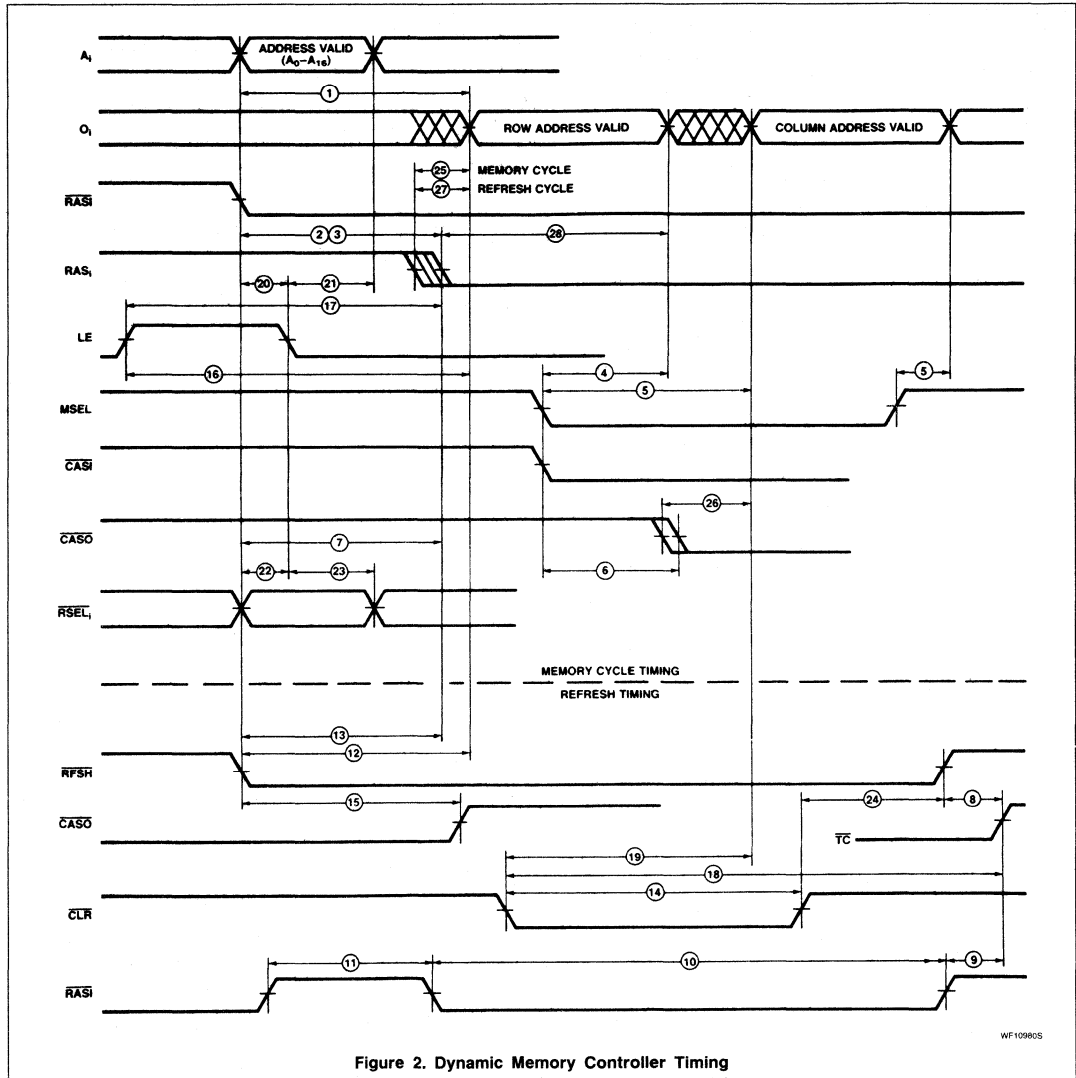 Ai
ADDRESS VALID
(A0–A16)
1
Oi
ROW ADDRESS VALID
COLUMN ADDRESS VALID
25 MEMORY CYCLE
27 REFRESH CYCLE
RASI
2 3
28
RASi
20
21
17
LE
16
4
5
5
MSEL
CASI
26
CASO
7
6
22
23
RSELi
MEMORY CYCLE TIMING
REFRESH TIMING
13
12
RFSH
15
24
8
CASO
TC
19
18
14
CLR
11
10
9
RASI
WF10980S
Figure 2. Dynamic Memory Controller Timing